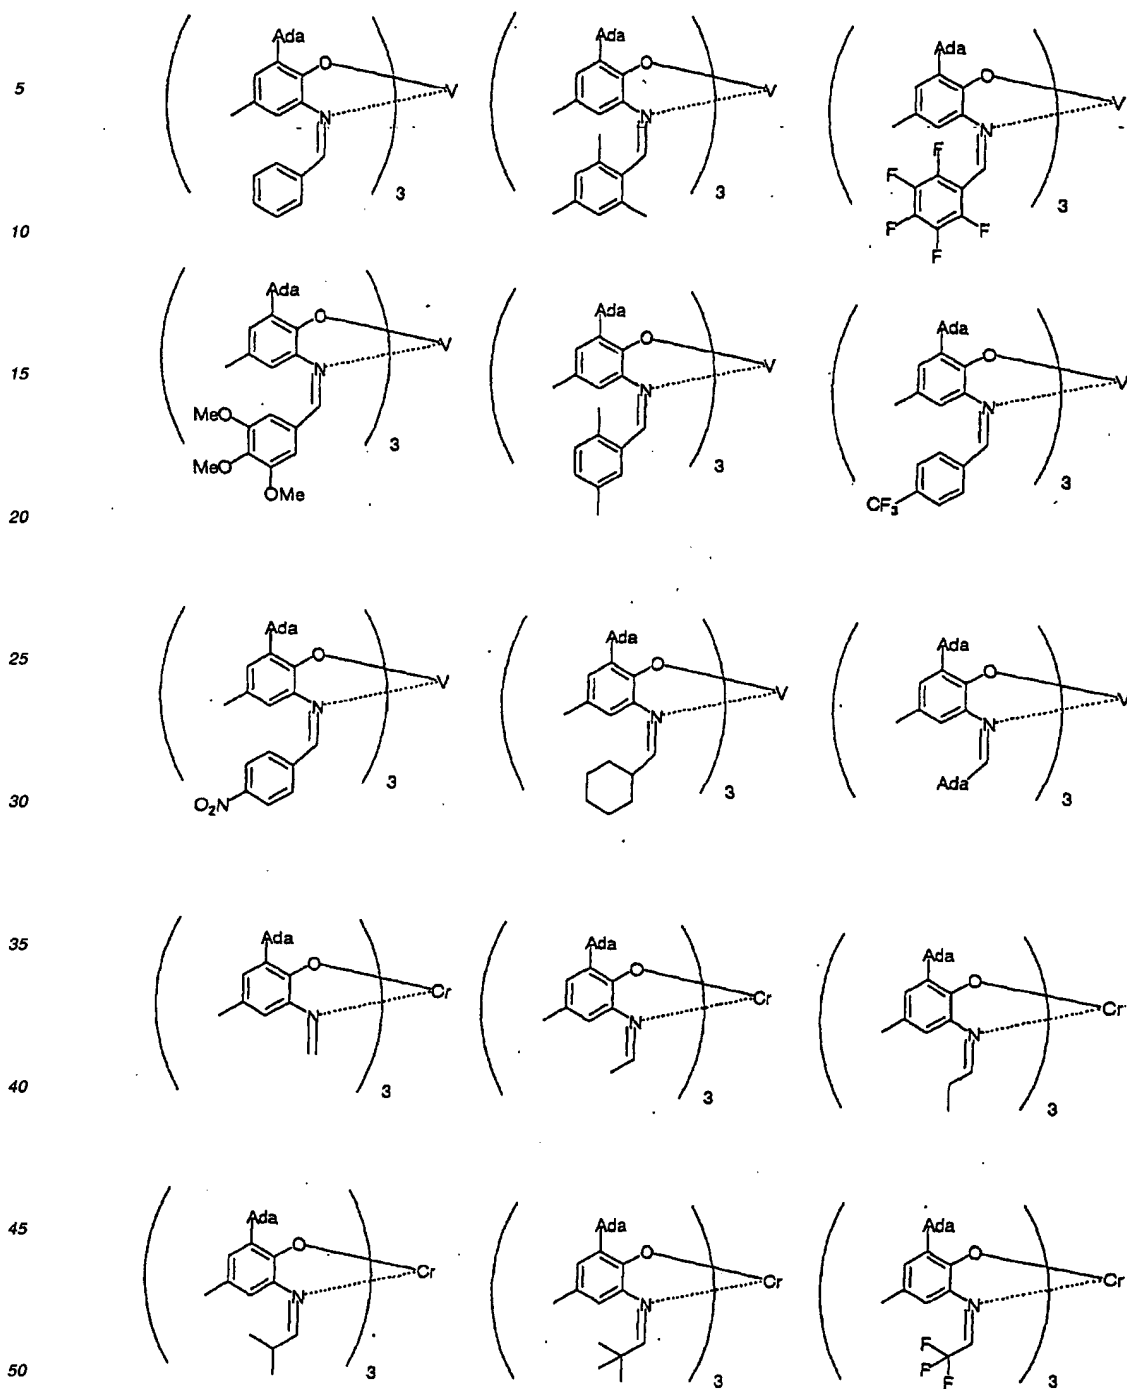 Ada Ada Ada
5 O V O V O V
N N N
F F
3 3 F 3
F F
10 F
Ada Ada Ada
O V O V O V
15 N N N
MeO
MeO 3 3 3
OMe CF₃
20
Ada Ada Ada
25 O V O V O V
N N N
3 Ada
30 O₂N 3 3
35 Ada Ada Ada
O Cr O Cr O Cr
N N N
40 3 3 3
45 Ada Ada Ada
O Cr O Cr O Cr
N N N
F
F
50 3 3 F 3